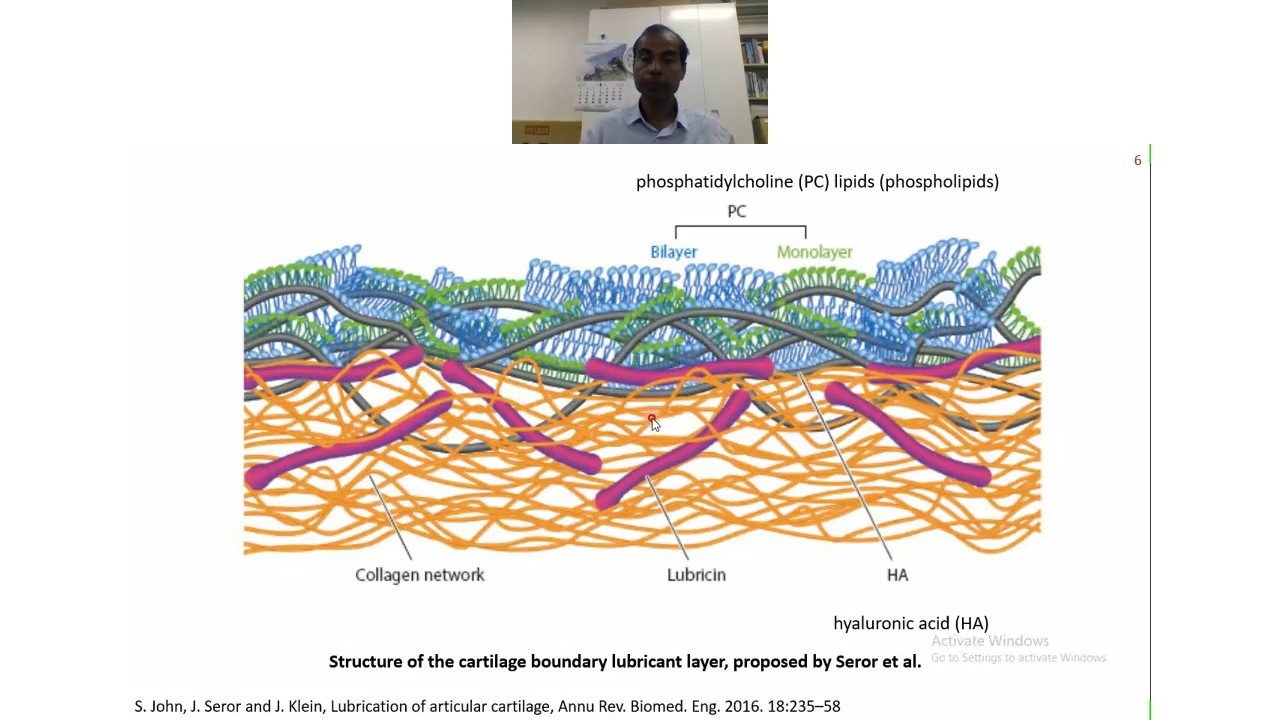 6
phosphatidylcholine (PC) lipids (phospholipids)
PC
Bilayer Monolayer
Collagen network Lubricin HA
hyaluronic acid (HA)
Activate Windows
Go to Settings to activate Windows.
Structure of the cartilage boundary lubricant layer, proposed by Seror et al.
S. John, J. Seror and J. Klein, Lubrication of articular cartilage, Annu Rev. Biomed. Eng. 2016. 18:235–58